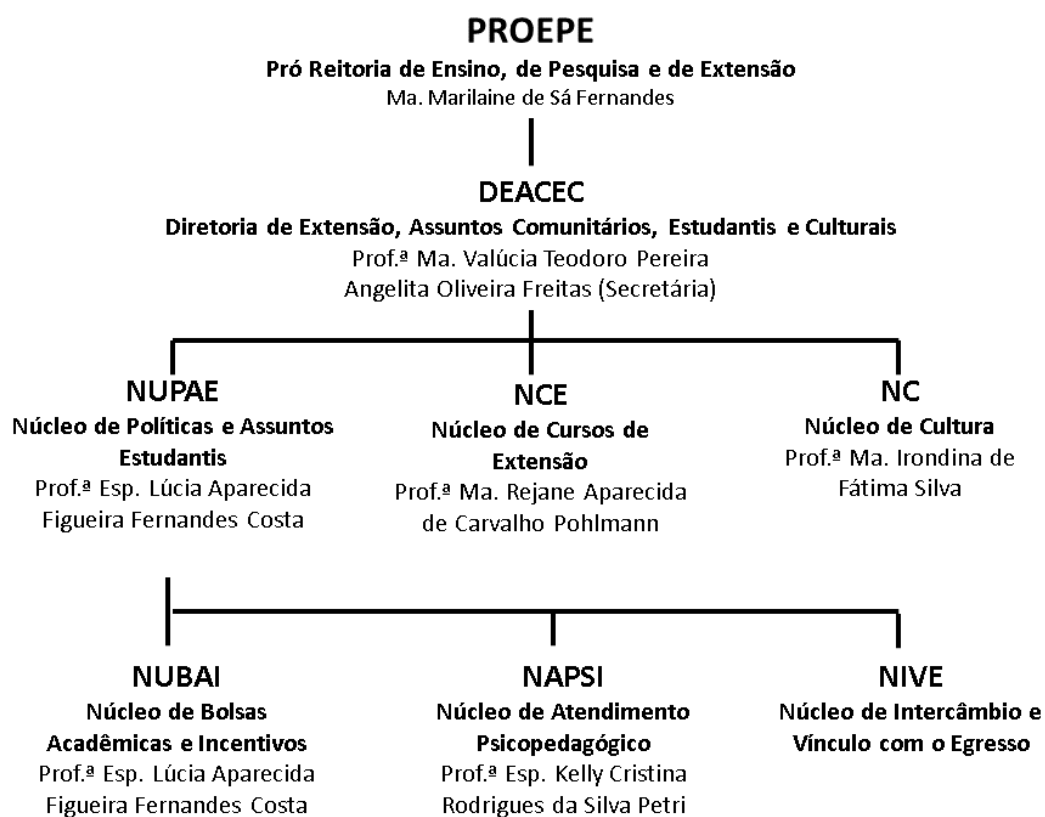 PROEPE
Pró Reitoria de Ensino, de Pesquisa e de Extensão
Ma. Marilaine de Sá Fernandes
DEACEC
Diretoria de Extensão, Assuntos Comunitários, Estudantis e Culturais
Prof.ª Ma. Valúcia Teodoro Pereira
Angelita Oliveira Freitas (Secretária)
NUPAE
Núcleo de Políticas e Assuntos
Estudantis
Prof.ª Esp. Lúcia Aparecida
Figueira Fernandes Costa
NCE
Núcleo de Cursos de
Extensão
Prof.ª Ma. Rejane Aparecida
de Carvalho Pohlmann
NC
Núcleo de Cultura
Prof.ª Ma. Irondina de
Fátima Silva
NUBAI
Núcleo de Bolsas
Acadêmicas e Incentivos
Prof.ª Esp. Lúcia Aparecida
Figueira Fernandes Costa
NAPSI
Núcleo de Atendimento
Psicopedagógico
Prof.ª Esp. Kelly Cristina
Rodrigues da Silva Petri
NIVE
Núcleo de Intercâmbio e
Vínculo com o Egresso